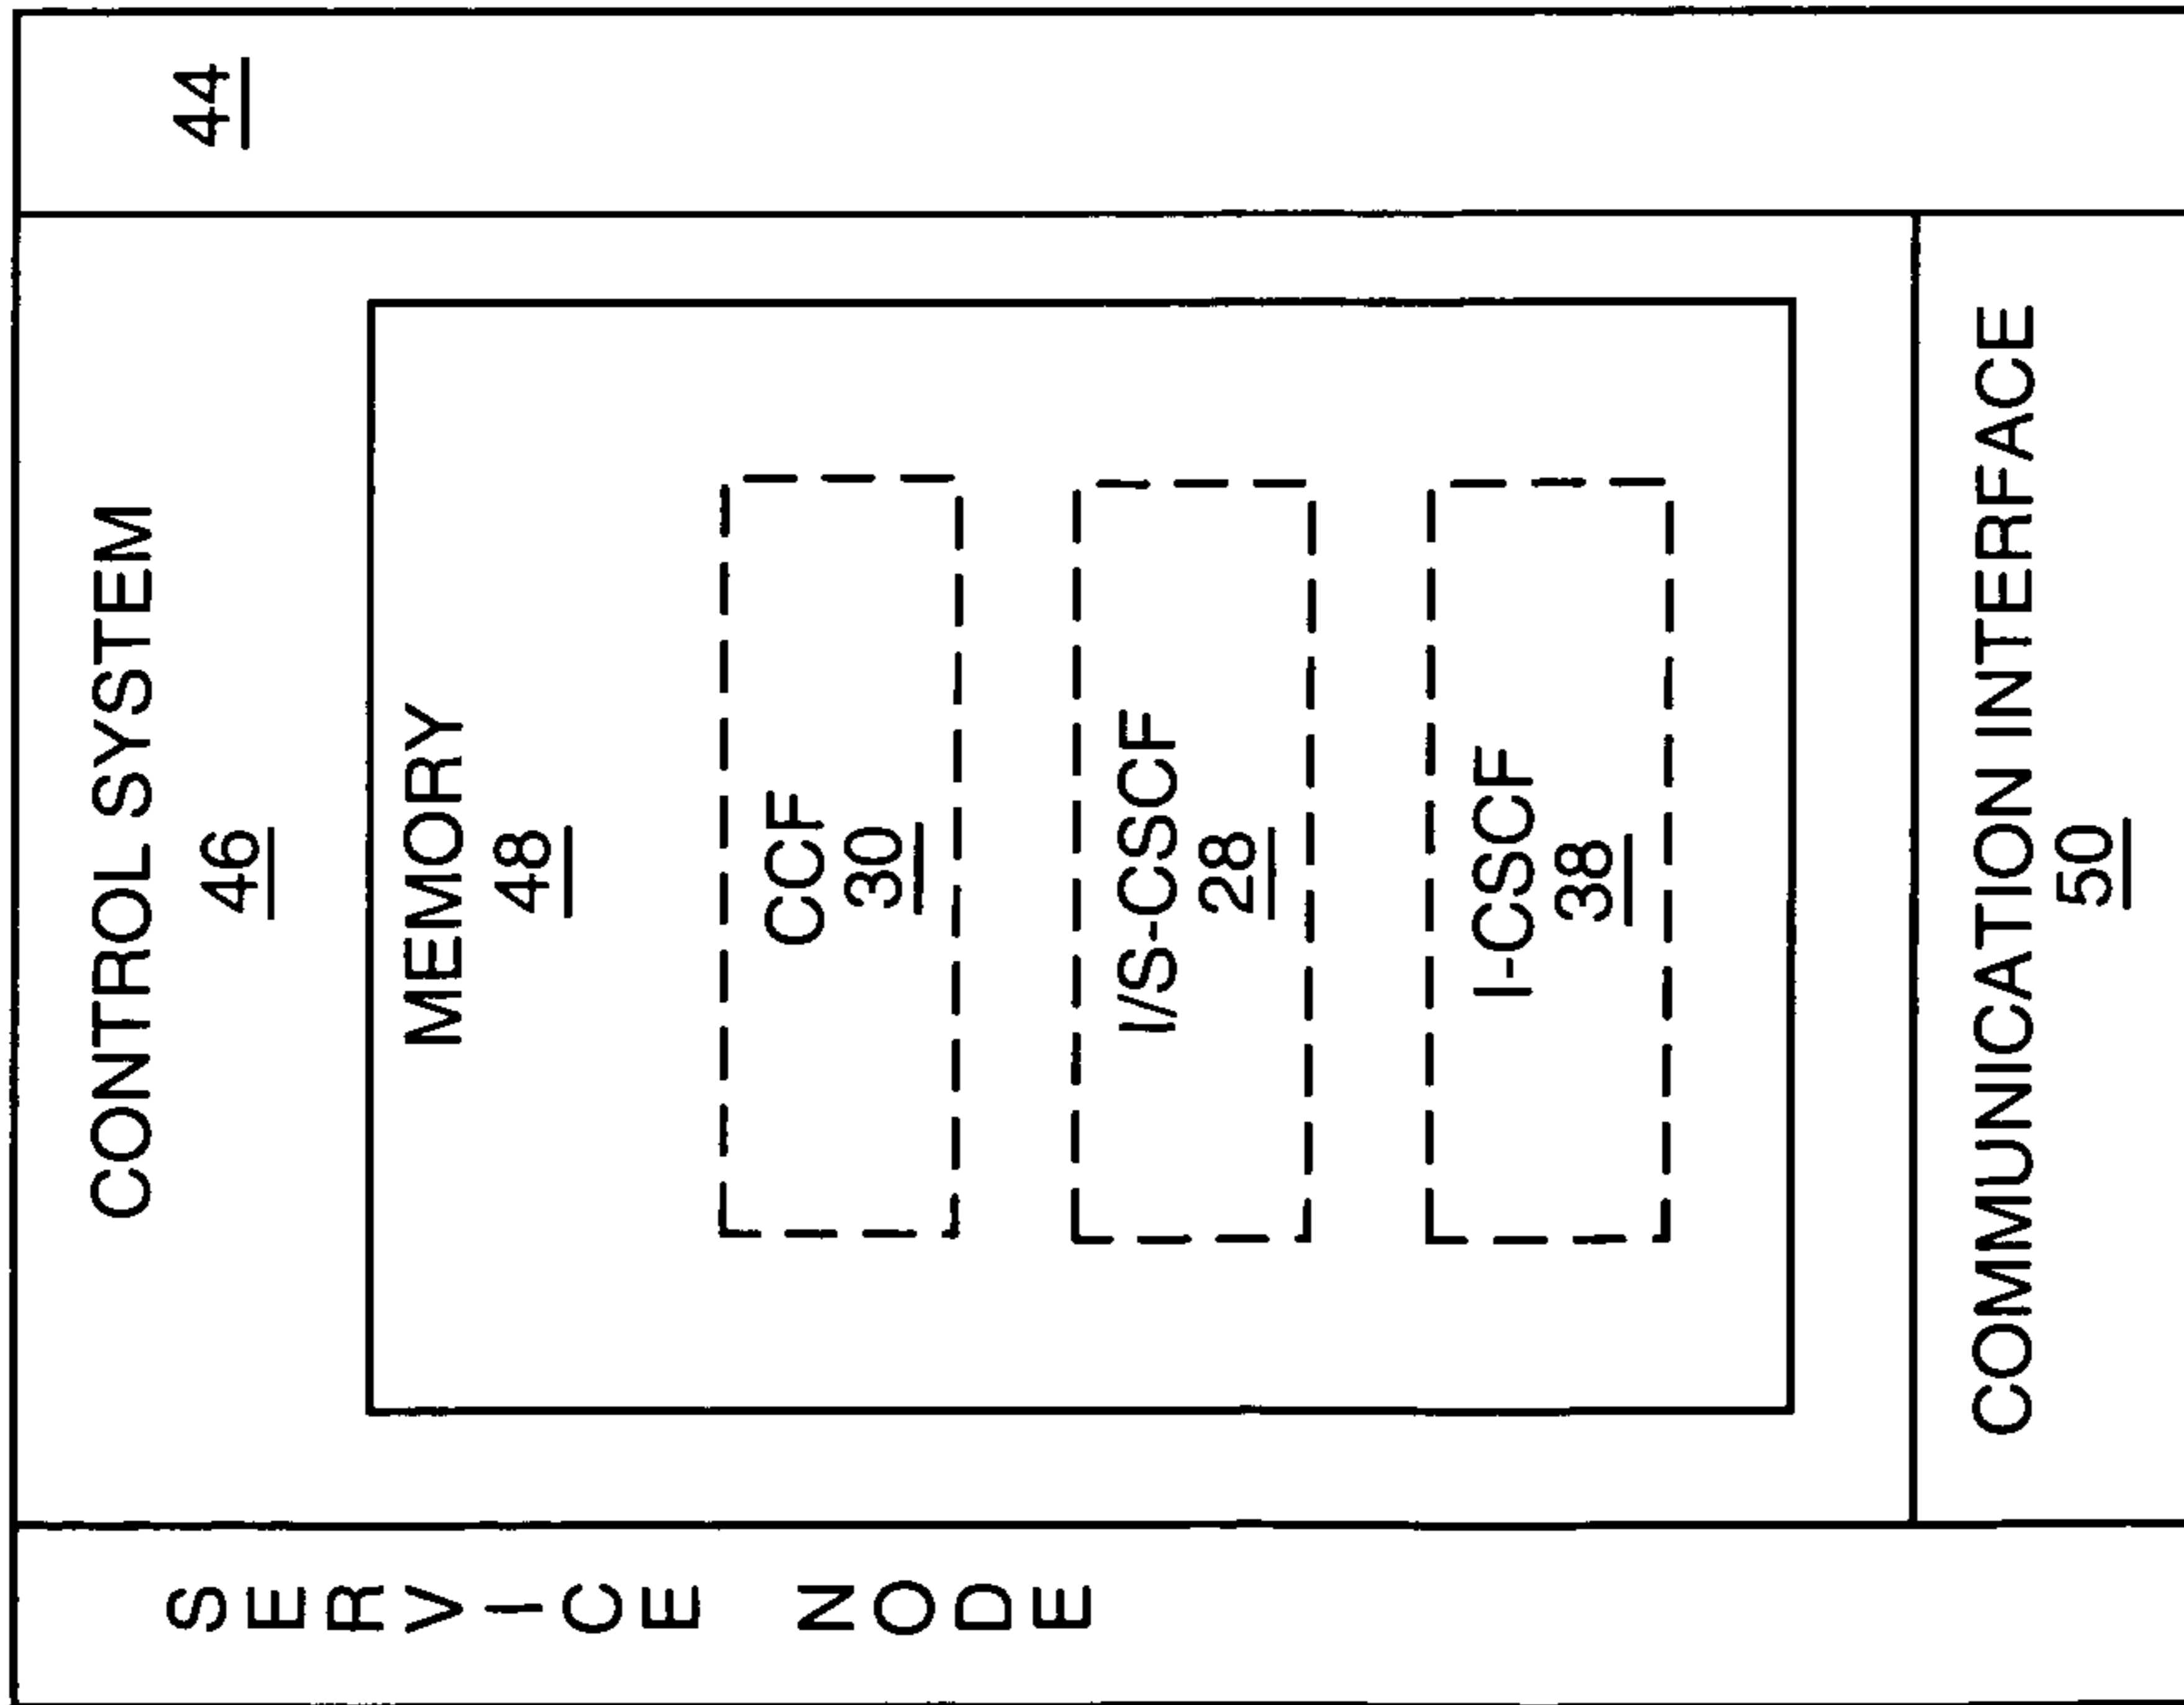 SERVICE NODE
44
CONTROL SYSTEM
46
MEMORY
48
CCF
30
I/S-CSCF
28
I-CSCF
38
COMMUNICATION INTERFACE
50